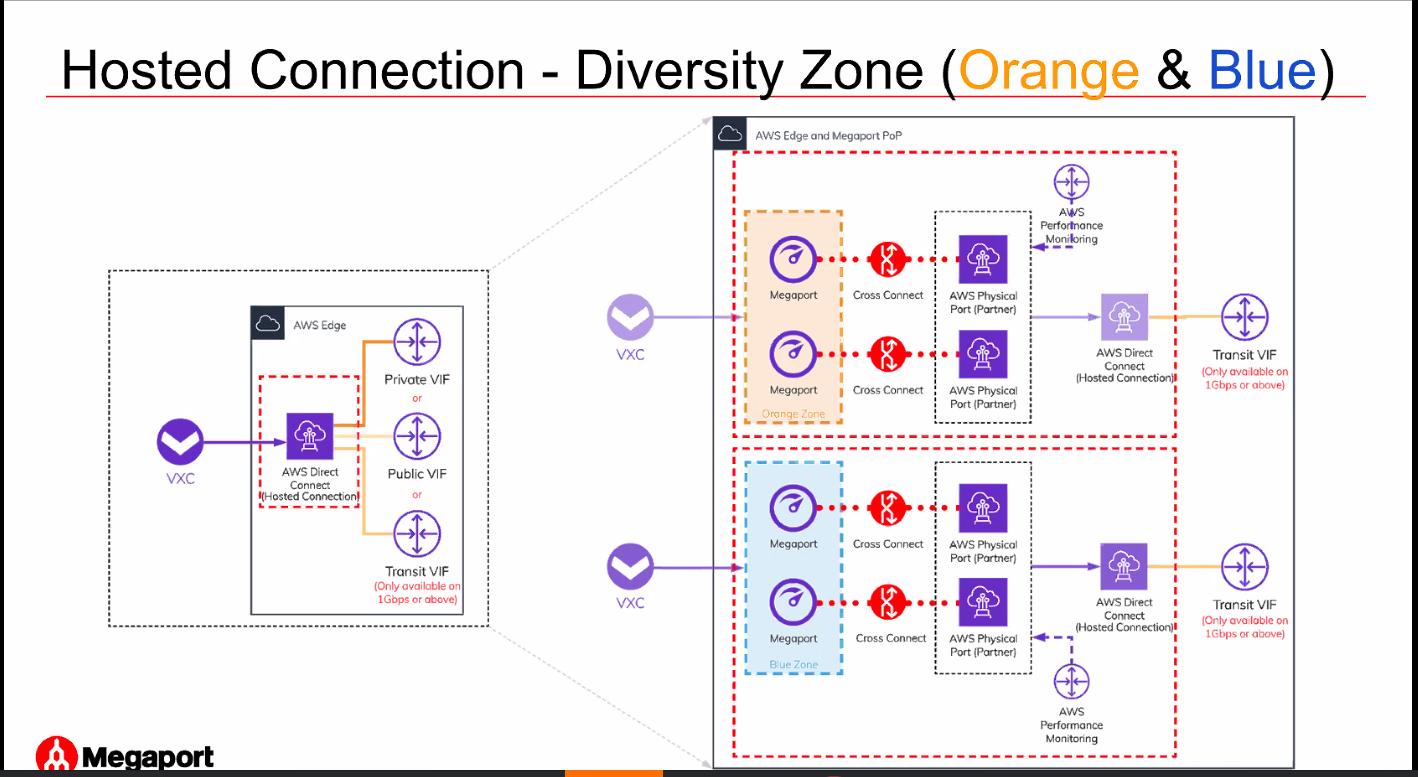 Hosted Connection - Diversity Zone (Orange & Blue)
AWS Edge
Private VIF
or
Public VIF
or
Transit VIF
(Only available on
1Gbps or above)
VXC
AWS Direct
Connect
(Hosted Connection)
AWS Edge and Megaport PoP
AWS
Performance
Monitoring
Megaport
Cross Connect
AWS Physical
Port (Partner)
VXC
Megaport
Cross Connect
AWS Physical
Port (Partner)
Orange Zone
AWS Direct
Connect
(Hosted Connection)
Transit VIF
(Only available on
1Gbps or above)
Megaport
Cross Connect
AWS Physical
Port (Partner)
VXC
Megaport
Cross Connect
AWS Physical
Port (Partner)
Blue Zone
AWS Direct
Connect
(Hosted Connection)
Transit VIF
(Only available on
1Gbps or above)
AWS
Performance
Monitoring
Megaport